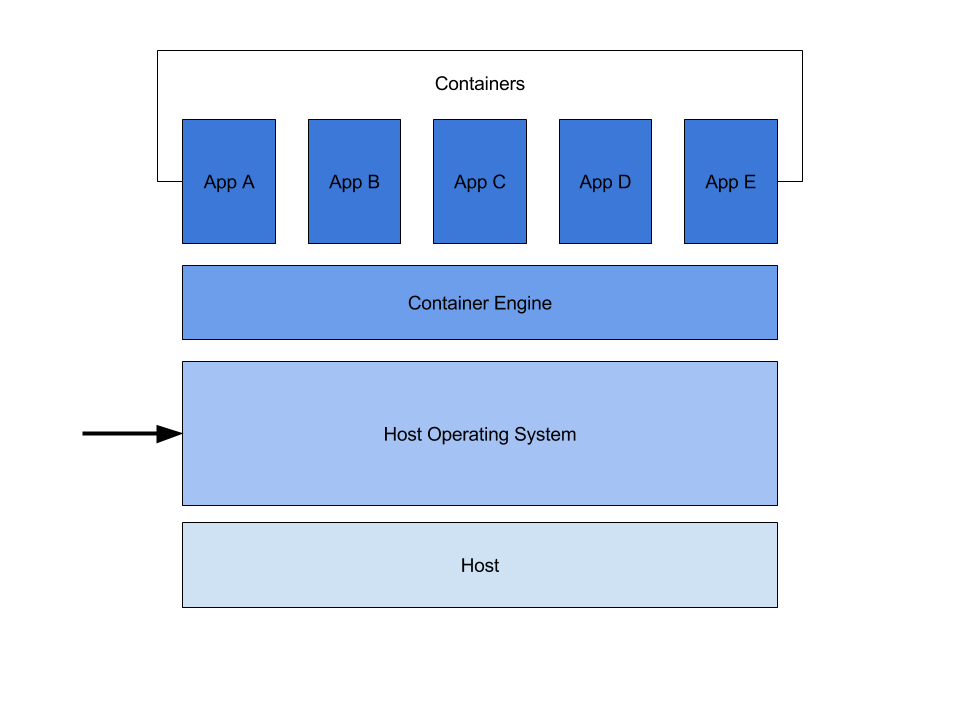 Containers
App A
App B
App C
App D
App E
Container Engine
Host Operating System
Host